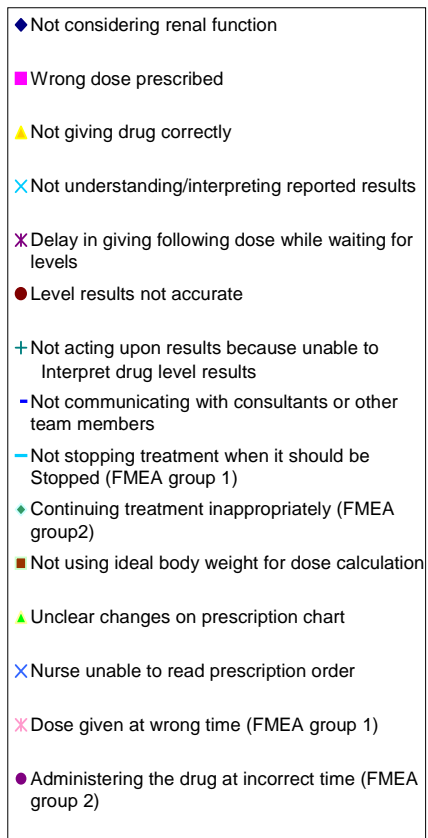 Not considering renal function
Wrong dose prescribed
Not giving drug correctly
Not understanding/interpreting reported results
Delay in giving following dose while waiting for
levels
Level results not accurate
Not acting upon results because unable to
Interpret drug level results
Not communicating with consultants or other
team members
Not stopping treatment when it should be
Stopped (FMEA group 1)
Continuing treatment inappropriately (FMEA
group2)
Not using ideal body weight for dose calculation
Unclear changes on prescription chart
Nurse unable to read prescription order
Dose given at wrong time (FMEA group 1)
Administering the drug at incorrect time (FMEA
group 2)